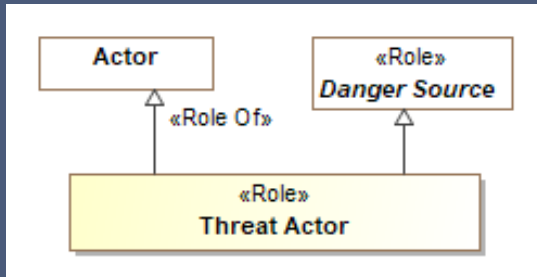 Actor
«Role»
Danger Source
«Role Of»
«Role»
Threat Actor